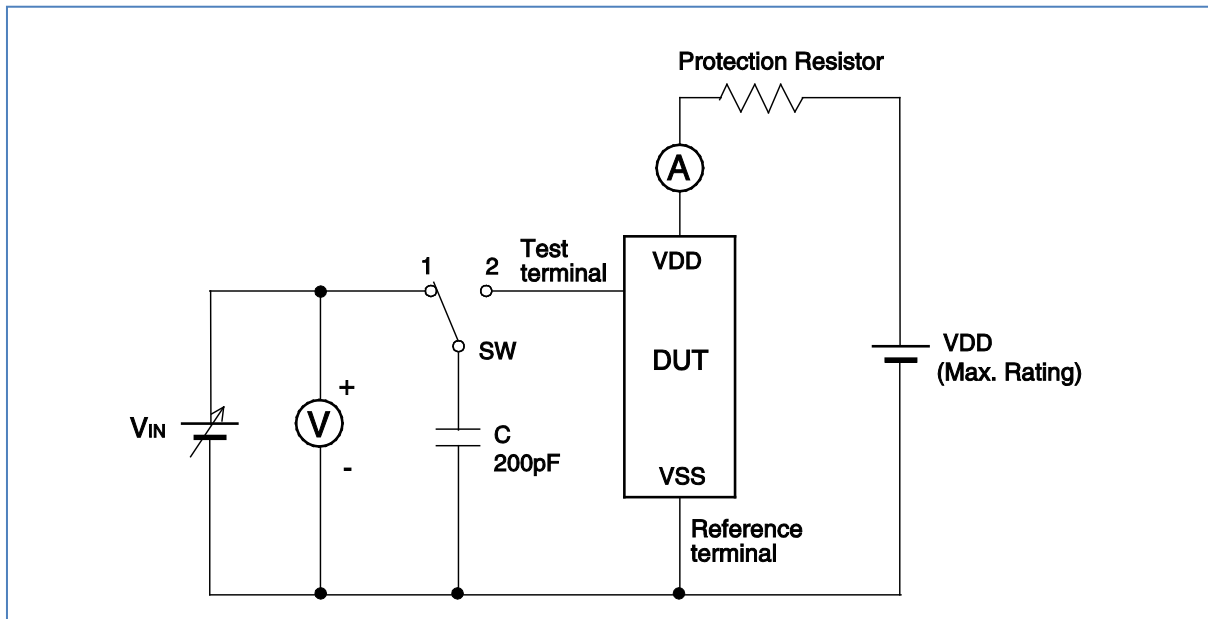 Protection Resistor
A
Test
terminal
1
2
VDD
SW
DUT
VDD
(Max. Rating)
+
VIN
V
C
200pF
-
VSS
Reference
terminal